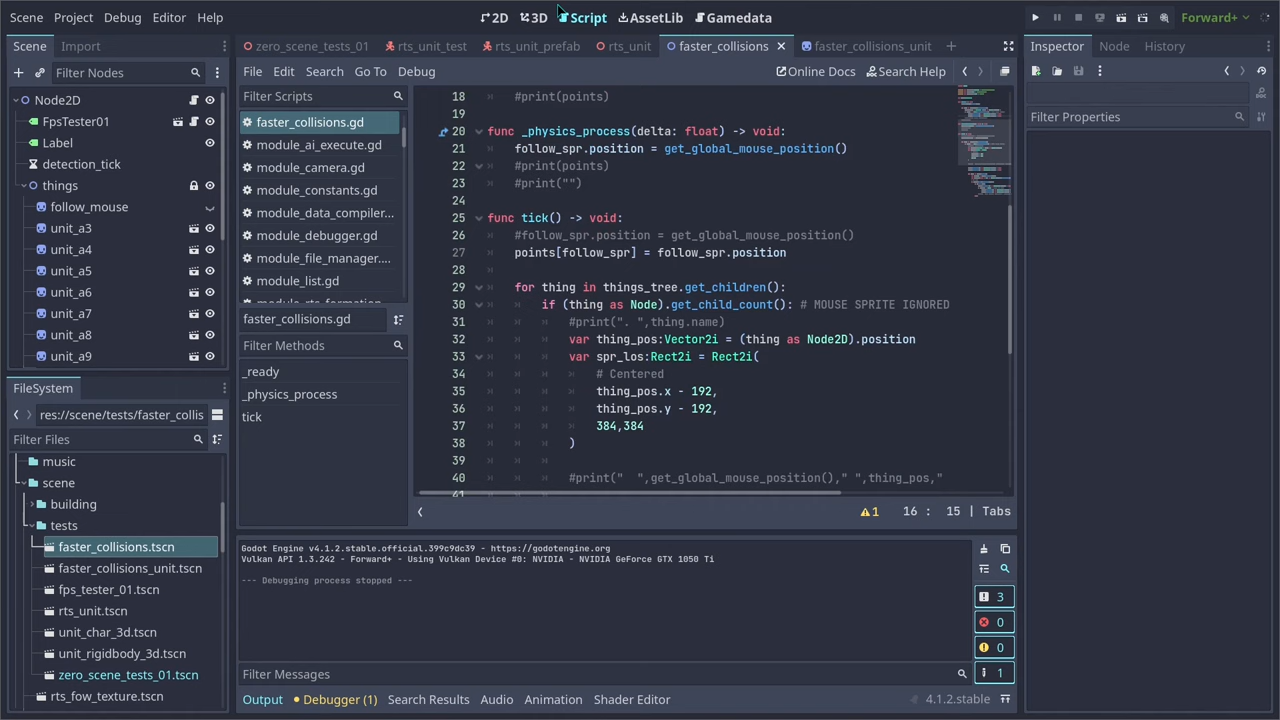 Scene Project Debug Editor Help
2D 3D Script AssetLib Gamedata
Forward+
Scene Import
Filter Nodes
Node2D
FpsTester01
Label
detection_tick
things
follow_mouse
unit_a3
unit_a4
unit_a5
unit_a6
unit_a7
unit_a8
unit_a9
FileSystem
res://scene/tests/faster_collis
Filter Files
music
scene
building
tests
faster_collisions.tscn
faster_collisions_unit.tscn
fps_tester_01.tscn
rts_unit.tscn
unit_char_3d.tscn
unit_rigidbody_3d.tscn
zero_scene_tests_01.tscn
rts_fow_texture.tscn
zero_scene_tests_01 rts_unit_test rts_unit_prefab rts_unit faster_collisions faster_collisions_unit
File Edit Search Go To Debug
Online Docs Search Help
Filter Scripts
faster_collisions.gd
module_ai_execute.gd
module_camera.gd
module_constants.gd
module_data_compiler...
module_debugger.gd
module_file_manager....
module_list.gd
faster_collisions.gd
Filter Methods
_ready
_physics_process
tick
18 #print(points)
19
20 func _physics_process(delta: float) -> void:
21 follow_spr.position = get_global_mouse_position()
22 #print(points)
23 #print("")
24
25 func tick() -> void:
26 #follow_spr.position = get_global_mouse_position()
27 points[follow_spr] = follow_spr.position
28
29 for thing in things_tree.get_children():
30 if (thing as Node).get_child_count(): # MOUSE SPRITE IGNORED
31 #print(". ",thing.name)
32 var thing_pos:Vector2i = (thing as Node2D).position
33 var spr_los:Rect2i = Rect2i(
34 # Centered
35 thing_pos.x - 192,
36 thing_pos.y - 192,
37 384,384
38 )
39
40 #print("  ",get_global_mouse_position()," ",thing_pos,"
41
1 16 : 15 | Tabs
Godot Engine v4.1.2.stable.official.399c9dc39 - https://godotengine.org
Vulkan API 1.3.242 - Forward+ - Using Vulkan Device #0: NVIDIA - NVIDIA GeForce GTX 1050 Ti
--- Debugging process stopped ---
3
0
0
1
Filter Messages
Output Debugger (1) Search Results Audio Animation Shader Editor
4.1.2.stable
Inspector Node History
Filter Properties